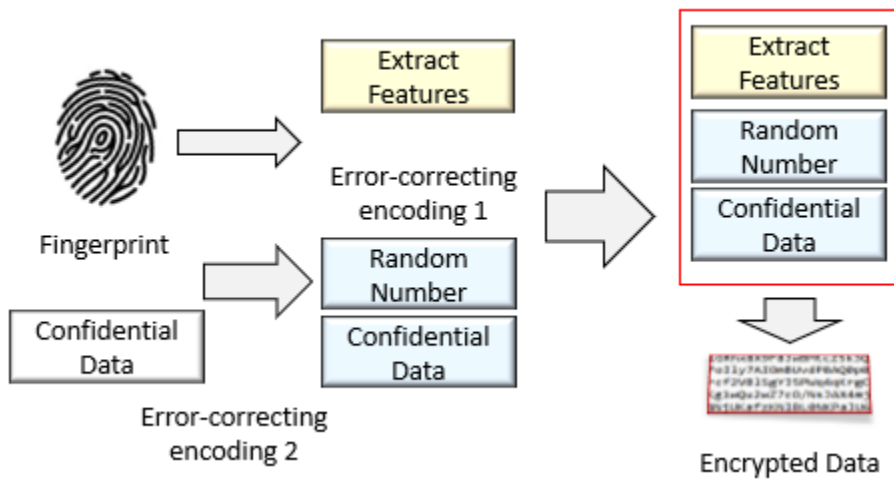 Extract
Features
Fingerprint
Error-correcting
encoding 1
Random
Number
Confidential
Data
Confidential
Data
Error-correcting
encoding 2
Extract
Features
Random
Number
Confidential
Data
Encrypted Data